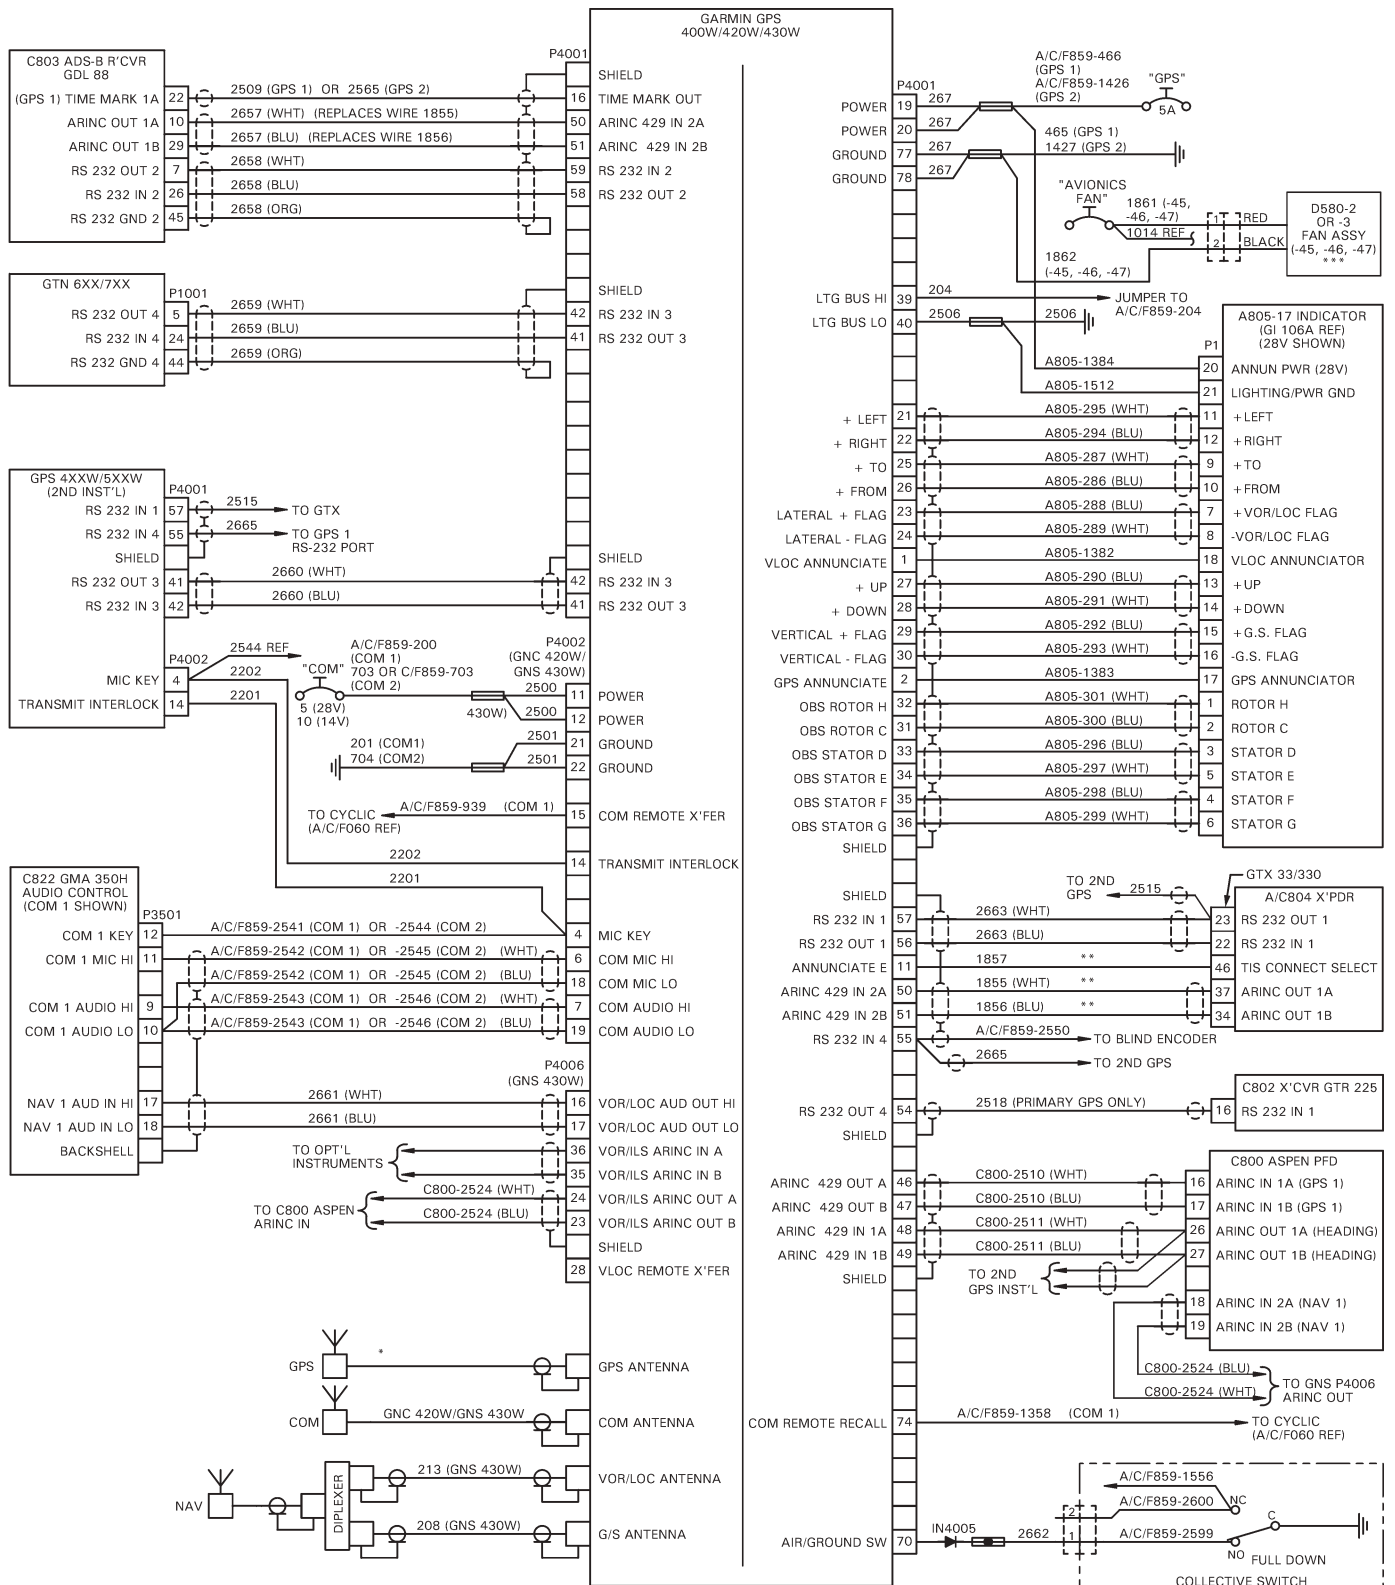 GARMIN GPS
400W/420W/430W
C803 ADS-B R'CVR
GDL 88
P4001
(GPS 1) TIME MARK 1A 22 2509 (GPS 1) OR 2565 (GPS 2) 16 TIME MARK OUT
SHIELD
ARINC OUT 1A 10 2657 (WHT) (REPLACES WIRE 1855) 50 ARINC 429 IN 2A
ARINC OUT 1B 29 2657 (BLU) (REPLACES WIRE 1856) 51 ARINC 429 IN 2B
RS 232 OUT 2 7 2658 (WHT) 59 RS 232 IN 2
RS 232 IN 2 26 2658 (BLU) 58 RS 232 OUT 2
RS 232 GND 2 45 2658 (ORG)
GTN 6XX/7XX
P1001
SHIELD
RS 232 OUT 4 5 2659 (WHT) 42 RS 232 IN 3
RS 232 IN 4 24 2659 (BLU) 41 RS 232 OUT 3
RS 232 GND 4 44 2659 (ORG)
GPS 4XXW/5XXW
(2ND INST'L)
P4001
RS 232 IN 1 57 2515 TO GTX
RS 232 IN 4 55 2665 TO GPS 1
RS-232 PORT
SHIELD SHIELD
RS 232 OUT 3 41 2660 (WHT) 42 RS 232 IN 3
RS 232 IN 3 42 2660 (BLU) 41 RS 232 OUT 3
P4002
MIC KEY 4 2544 REF
2202
TRANSMIT INTERLOCK 14 2201
"COM"
5 (28V)
10 (14V)
A/C/F859-200
(COM 1)
703 OR C/F859-703
(COM 2)
430W)
P4002
(GNC 420W/
GNS 430W)
2500 11 POWER
2500 12 POWER
201 (COM1) 2501 21 GROUND
704 (COM2) 2501 22 GROUND
TO CYCLIC
(A/C/F060 REF)
A/C/F859-939 (COM 1) 15 COM REMOTE X'FER
2202 14 TRANSMIT INTERLOCK
2201
C822 GMA 350H
AUDIO CONTROL
(COM 1 SHOWN)
P3501
COM 1 KEY 12 A/C/F859-2541 (COM 1) OR -2544 (COM 2) 4 MIC KEY
COM 1 MIC HI 11 A/C/F859-2542 (COM 1) OR -2545 (COM 2) (WHT) 6 COM MIC HI
A/C/F859-2542 (COM 1) OR -2545 (COM 2) (BLU) 18 COM MIC LO
COM 1 AUDIO HI 9 A/C/F859-2543 (COM 1) OR -2546 (COM 2) (WHT) 7 COM AUDIO HI
COM 1 AUDIO LO 10 A/C/F859-2543 (COM 1) OR -2546 (COM 2) (BLU) 19 COM AUDIO LO
P4006
(GNS 430W)
NAV 1 AUD IN HI 17 2661 (WHT) 16 VOR/LOC AUD OUT HI
NAV 1 AUD IN LO 18 2661 (BLU) 17 VOR/LOC AUD OUT LO
BACKSHELL
TO OPT'L
INSTRUMENTS
36 VOR/ILS ARINC IN A
35 VOR/ILS ARINC IN B
TO C800 ASPEN
ARINC IN
C800-2524 (WHT) 24 VOR/ILS ARINC OUT A
C800-2524 (BLU) 23 VOR/ILS ARINC OUT B
SHIELD
28 VLOC REMOTE X'FER
GPS * GPS ANTENNA
COM GNC 420W/GNS 430W COM ANTENNA
NAV DIPLEXER
213 (GNS 430W) VOR/LOC ANTENNA
208 (GNS 430W) G/S ANTENNA
P4001
POWER 19 267
A/C/F859-466
(GPS 1)
A/C/F859-1426
(GPS 2)
"GPS"
5A
POWER 20 267
GROUND 77 267
465 (GPS 1)
1427 (GPS 2)
GROUND 78 267
"AVIONICS
FAN"
1861 (-45,
-46, -47)
1014 REF
1 RED
2 BLACK
D580-2
OR -3
FAN ASSY
(-45, -46, -47)
***
1862
(-45, -46, -47)
LTG BUS HI 39 204 JUMPER TO
A/C/F859-204
LTG BUS LO 40 2506 2506
A805-17 INDICATOR
(GI 106A REF)
(28V SHOWN)
P1
A805-1384 20 ANNUN PWR (28V)
A805-1512 21 LIGHTING/PWR GND
+ LEFT 21 A805-295 (WHT) 11 +LEFT
+ RIGHT 22 A805-294 (BLU) 12 +RIGHT
+ TO 25 A805-287 (WHT) 9 +TO
+ FROM 26 A805-286 (BLU) 10 +FROM
LATERAL + FLAG 23 A805-288 (BLU) 7 +VOR/LOC FLAG
LATERAL - FLAG 24 A805-289 (WHT) 8 -VOR/LOC FLAG
VLOC ANNUNCIATE 1 A805-1382 18 VLOC ANNUNCIATOR
+ UP 27 A805-290 (BLU) 13 +UP
+ DOWN 28 A805-291 (WHT) 14 +DOWN
VERTICAL + FLAG 29 A805-292 (BLU) 15 +G.S. FLAG
VERTICAL - FLAG 30 A805-293 (WHT) 16 -G.S. FLAG
GPS ANNUNCIATE 2 A805-1383 17 GPS ANNUNCIATOR
OBS ROTOR H 32 A805-301 (WHT) 1 ROTOR H
OBS ROTOR C 31 A805-300 (BLU) 2 ROTOR C
OBS STATOR D 33 A805-296 (BLU) 3 STATOR D
OBS STATOR E 34 A805-297 (WHT) 5 STATOR E
OBS STATOR F 35 A805-298 (BLU) 4 STATOR F
OBS STATOR G 36 A805-299 (WHT) 6 STATOR G
SHIELD
TO 2ND
GPS
2515
GTX 33/330
A/C804 X'PDR
SHIELD
RS 232 IN 1 57 2663 (WHT) 23 RS 232 OUT 1
RS 232 OUT 1 56 2663 (BLU) 22 RS 232 IN 1
ANNUNCIATE E 11 1857 ** 46 TIS CONNECT SELECT
ARINC 429 IN 2A 50 1855 (WHT) ** 37 ARINC OUT 1A
ARINC 429 IN 2B 51 1856 (BLU) ** 34 ARINC OUT 1B
RS 232 IN 4 55 A/C/F859-2550 TO BLIND ENCODER
2665 TO 2ND GPS
C802 X'CVR GTR 225
RS 232 OUT 4 54 2518 (PRIMARY GPS ONLY) 16 RS 232 IN 1
SHIELD
C800 ASPEN PFD
ARINC 429 OUT A 46 C800-2510 (WHT) 16 ARINC IN 1A (GPS 1)
ARINC 429 OUT B 47 C800-2510 (BLU) 17 ARINC IN 1B (GPS 1)
ARINC 429 IN 1A 48 C800-2511 (WHT) 26 ARINC OUT 1A (HEADING)
ARINC 429 IN 1B 49 C800-2511 (BLU) 27 ARINC OUT 1B (HEADING)
SHIELD
TO 2ND
GPS INST'L
18 ARINC IN 2A (NAV 1)
19 ARINC IN 2B (NAV 1)
C800-2524 (BLU)
C800-2524 (WHT)
TO GNS P4006
ARINC OUT
COM REMOTE RECALL 74 A/C/F859-1358 (COM 1) TO CYCLIC
(A/C/F060 REF)
A/C/F859-1556
2 A/C/F859-2600 NC
C
AIR/GROUND SW 70 IN4005 2662 1 A/C/F859-2599 NO
FULL DOWN
COLLECTIVE SWITCH